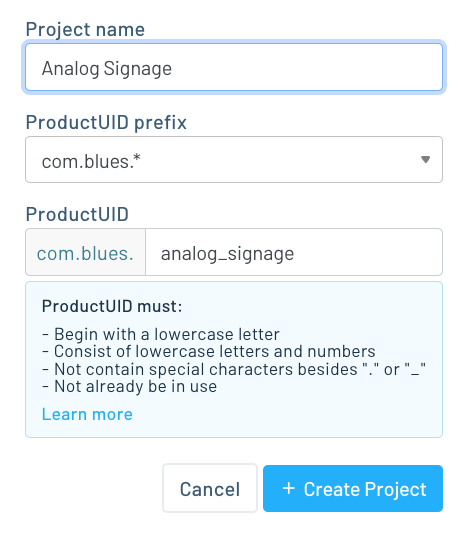 Project name
Analog Signage
ProductUID prefix
com.blues.*
ProductUID
com.blues. analog_signage
ProductUID must:
- Begin with a lowercase letter
- Consist of lowercase letters and numbers
- Not contain special characters besides "." or "_"
- Not already be in use
Learn more
Cancel + Create Project